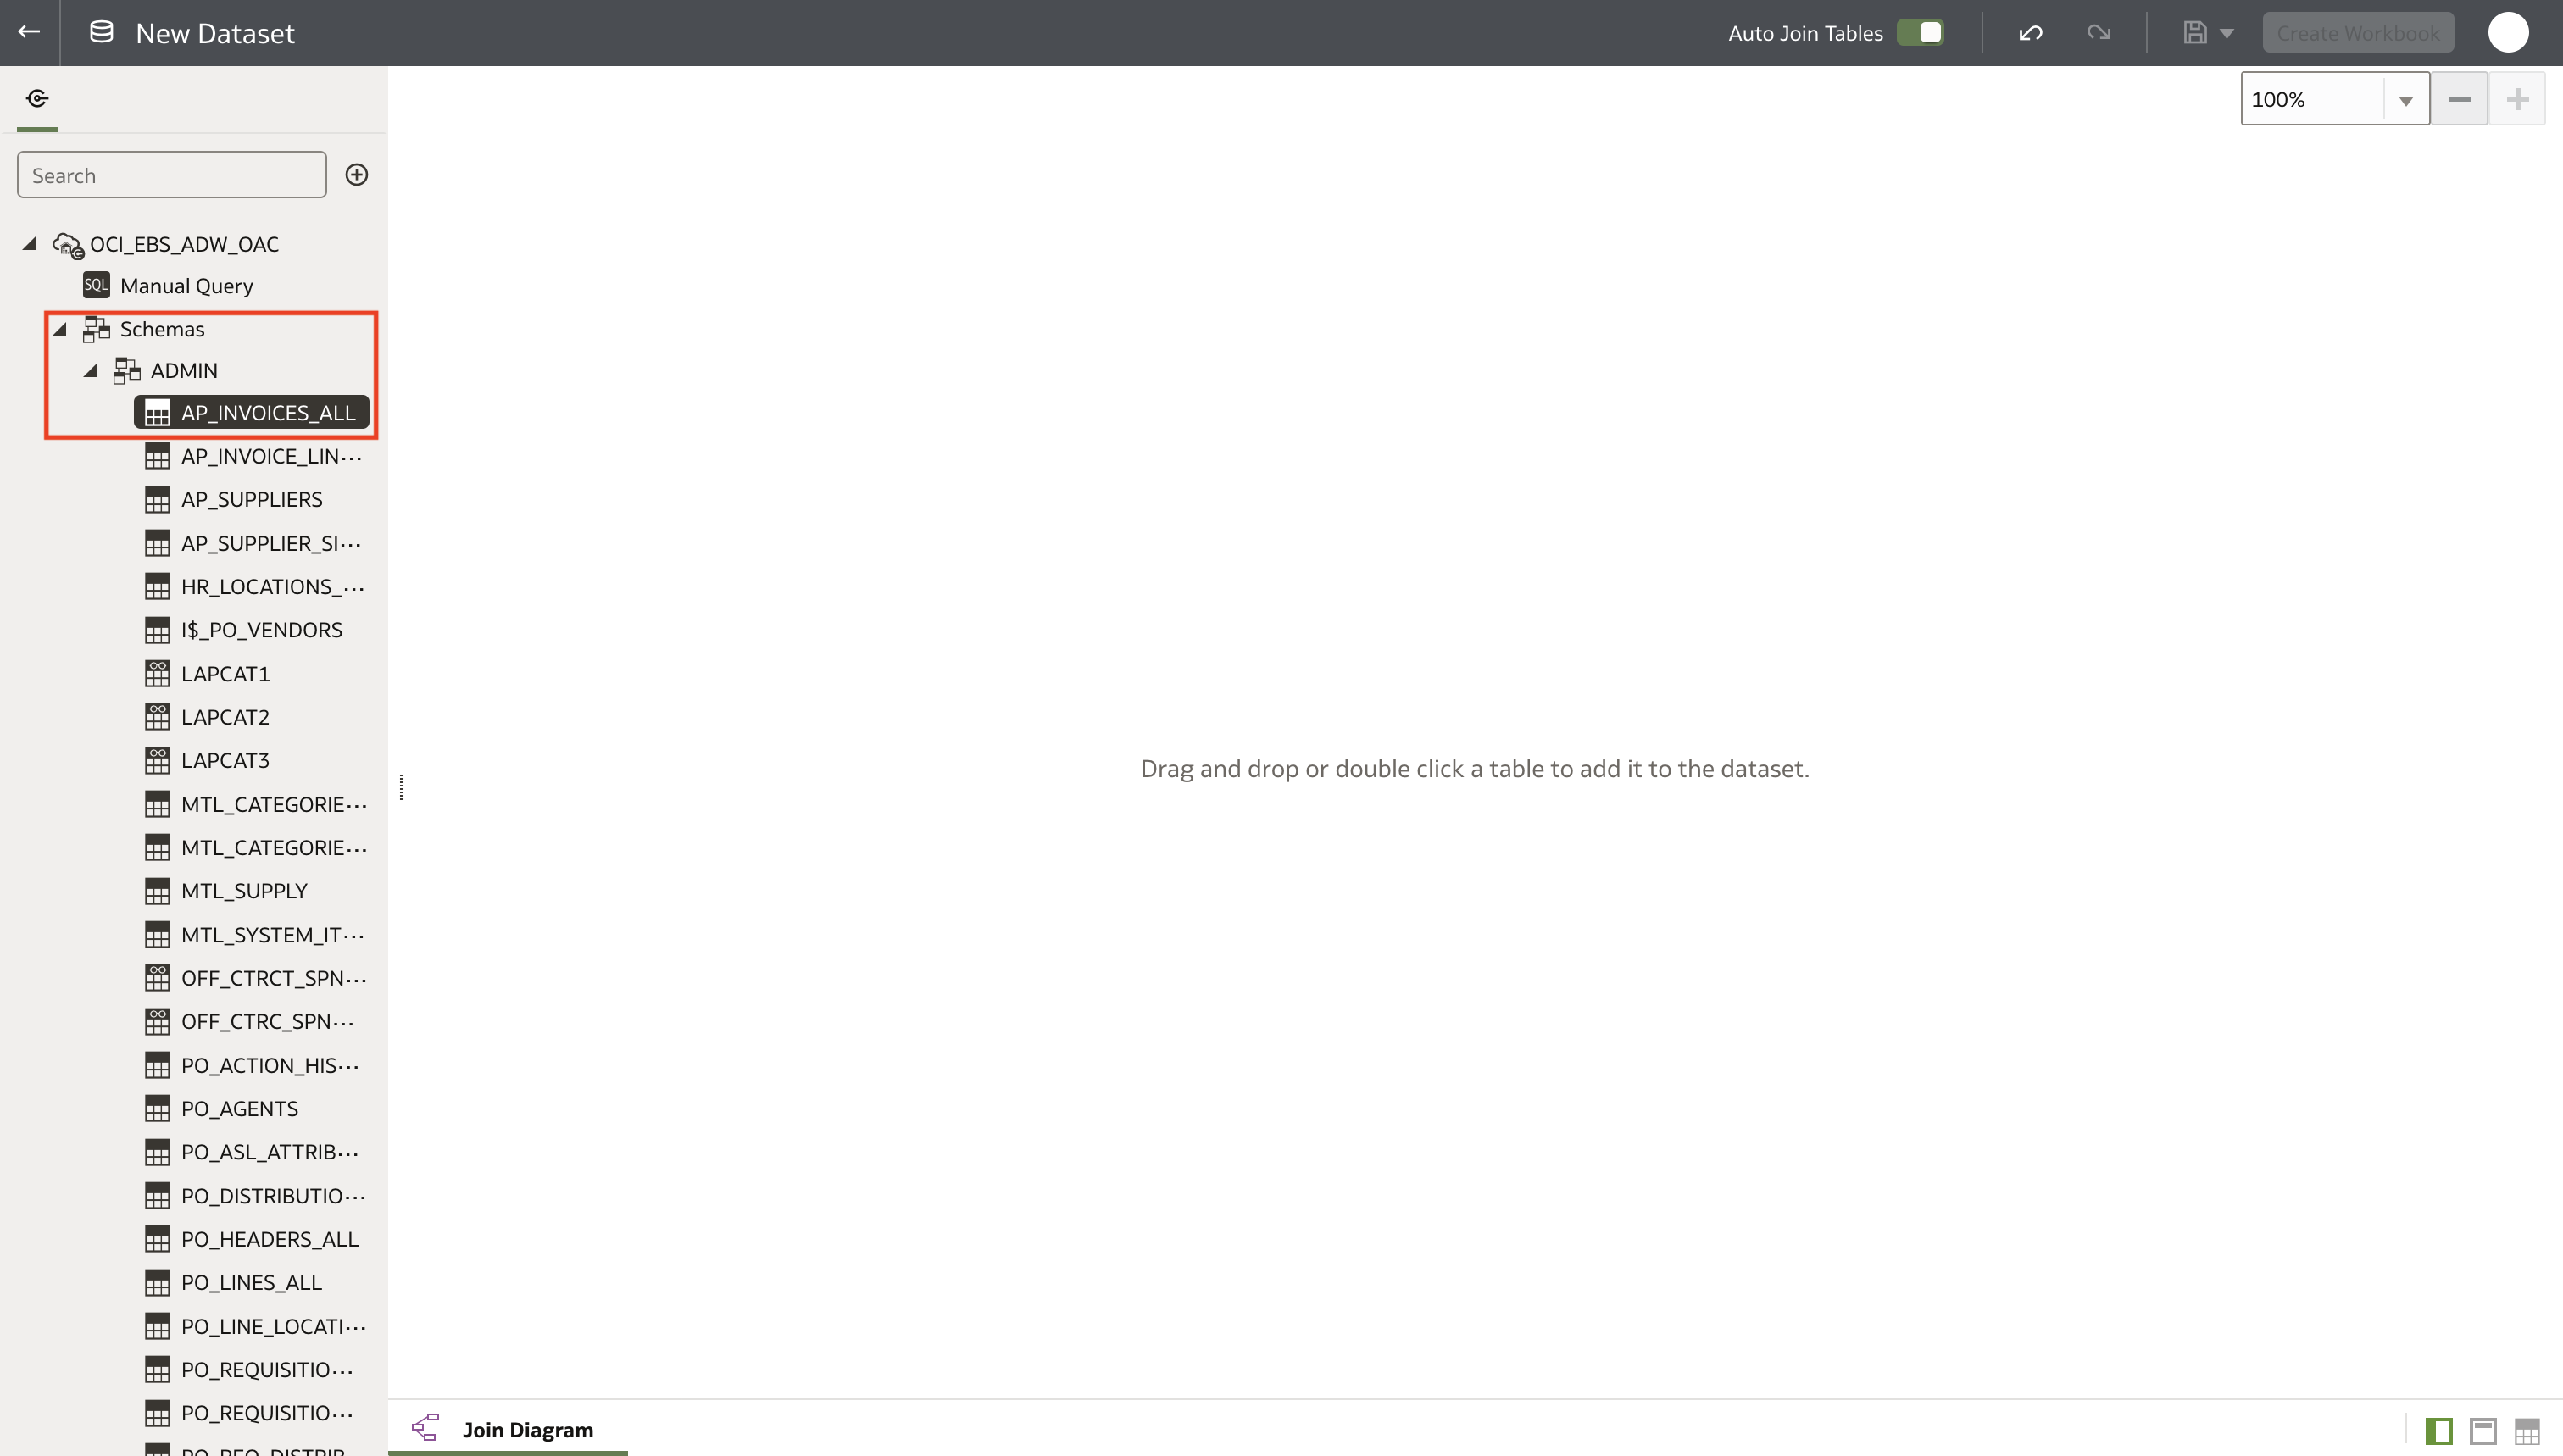 New Dataset
Auto Join Tables
Create Workbook
100%
Search
OCI_EBS_ADW_OAC
SQL Manual Query
Schemas
ADMIN
AP_INVOICES_ALL
AP_INVOICE_LIN...
AP_SUPPLIERS
AP_SUPPLIER_SI...
HR_LOCATIONS_...
I$_PO_VENDORS
LAPCAT1
LAPCAT2
LAPCAT3
Drag and drop or double click a table to add it to the dataset.
MTL_CATEGORIE...
MTL_CATEGORIE...
MTL_SUPPLY
MTL_SYSTEM_IT...
OFF_CTRCT_SPN...
OFF_CTRC_SPN...
PO_ACTION_HIS...
PO_AGENTS
PO_ASL_ATTRIB...
PO_DISTRIBUTIO...
PO_HEADERS_ALL
PO_LINES_ALL
PO_LINE_LOCATI...
PO_REQUISITIO...
PO_REQUISITIO...
PO_REQ_DISTRIB...
Join Diagram